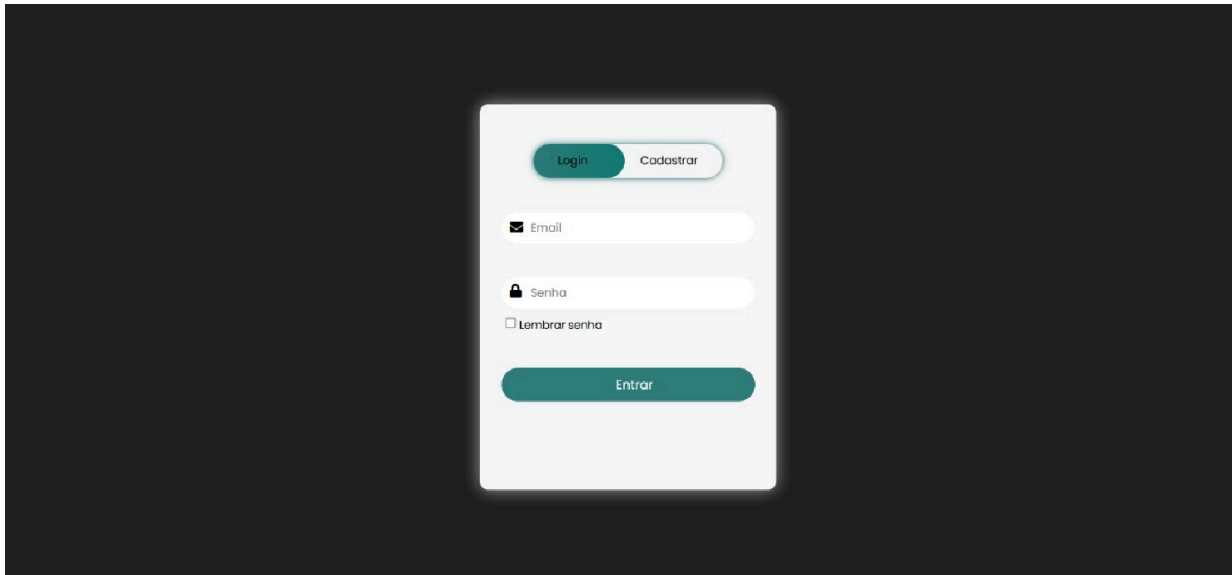 Login Cadastrar
Email
Senha
Lembrar senha
Entrar